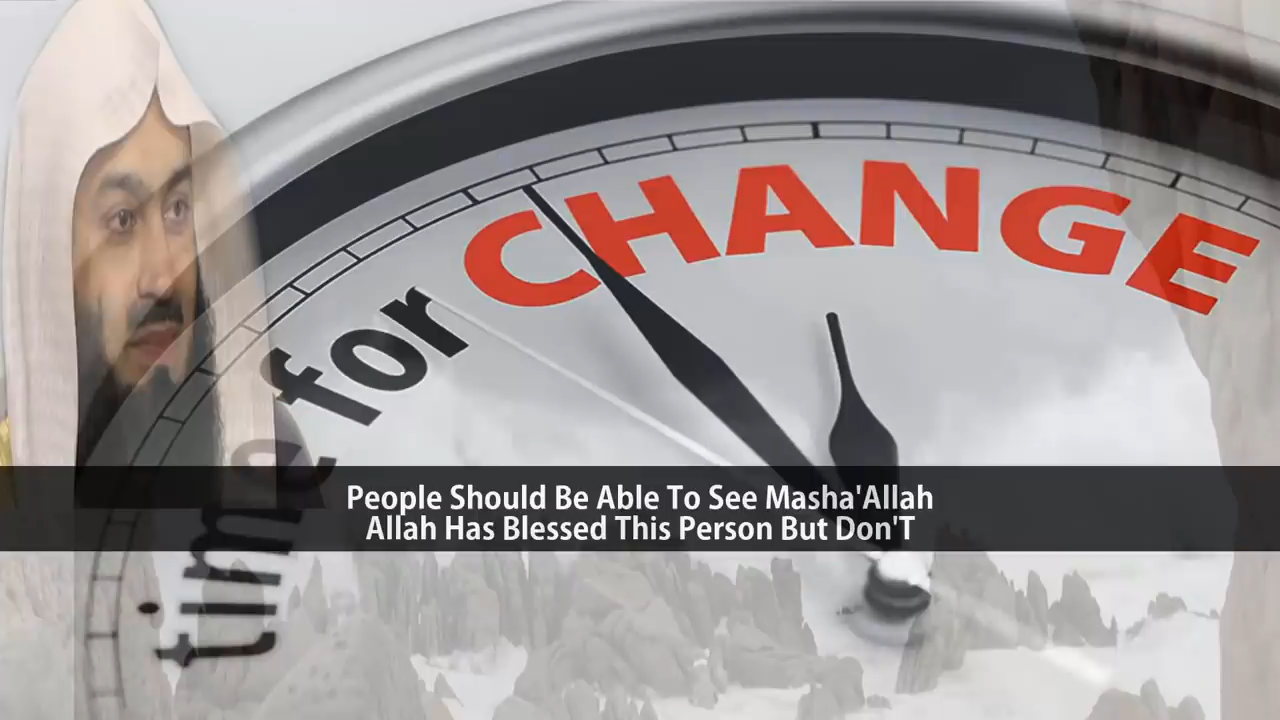 time for CHANGE
People Should Be Able To See Masha'Allah
Allah Has Blessed This Person But Don'T